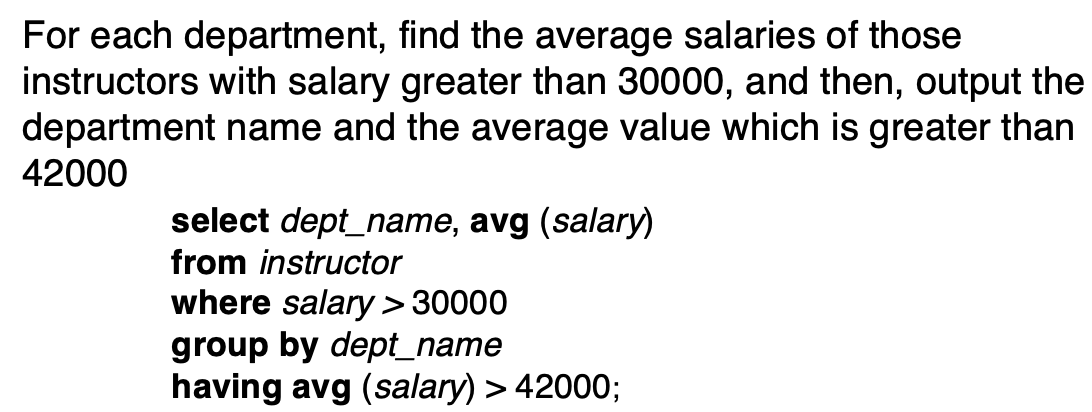 For each department, find the average salaries of those
instructors with salary greater than 30000, and then, output the
department name and the average value which is greater than
42000
select dept_name, avg (salary)
from instructor
where salary > 30000
group by dept_name
having avg (salary) > 42000;